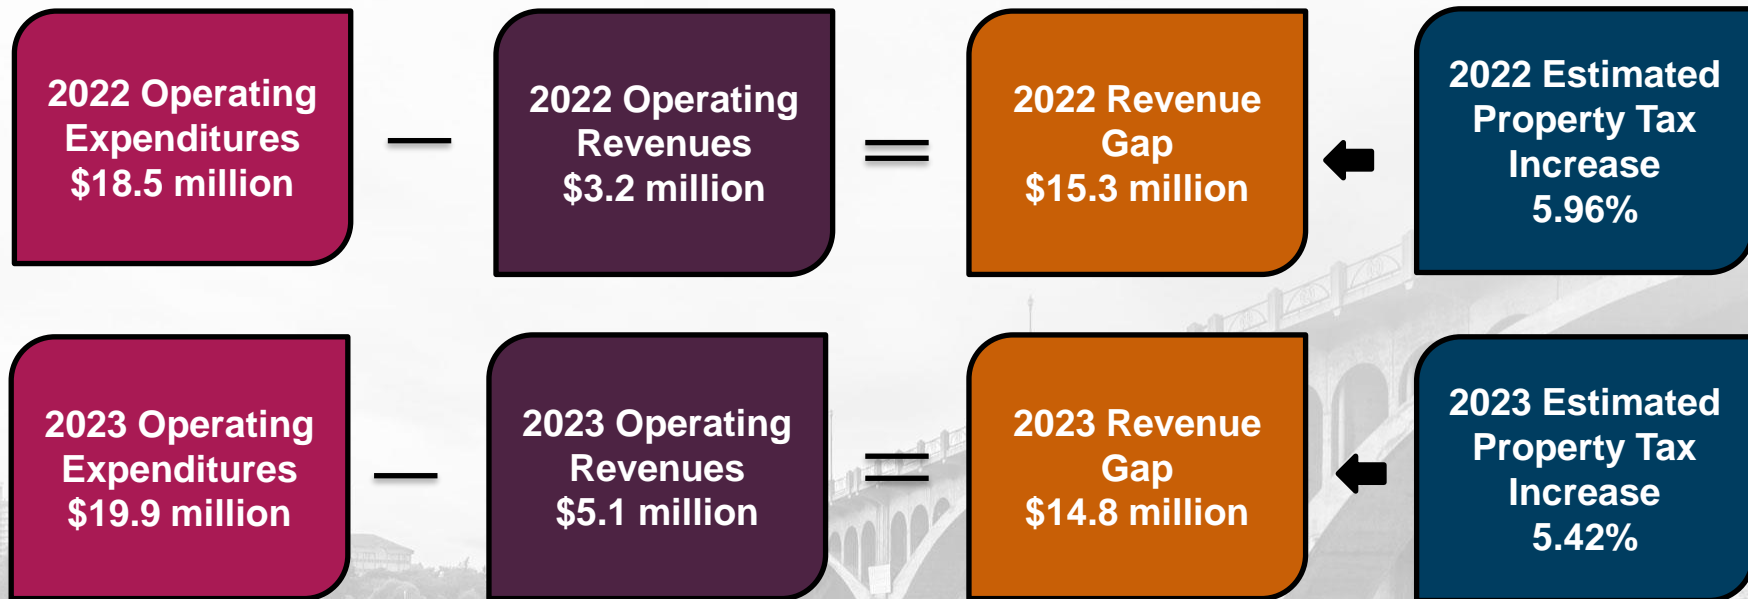 2022 Operating
Expenditures
$18.5 million
—
2022 Operating
Revenues
$3.2 million
=
2022 Revenue
Gap
$15.3 million
2022 Estimated
Property Tax
Increase
5.96%
2023 Operating
Expenditures
$19.9 million
—
2023 Operating
Revenues
$5.1 million
=
2023 Revenue
Gap
$14.8 million
2023 Estimated
Property Tax
Increase
5.42%